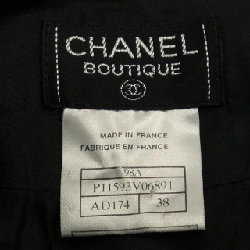 CHANEL
BOUTIQUE
MADE IN FRANCE
FABRIQUE EN FRANCE
98A
P11593V06891
AD174 38